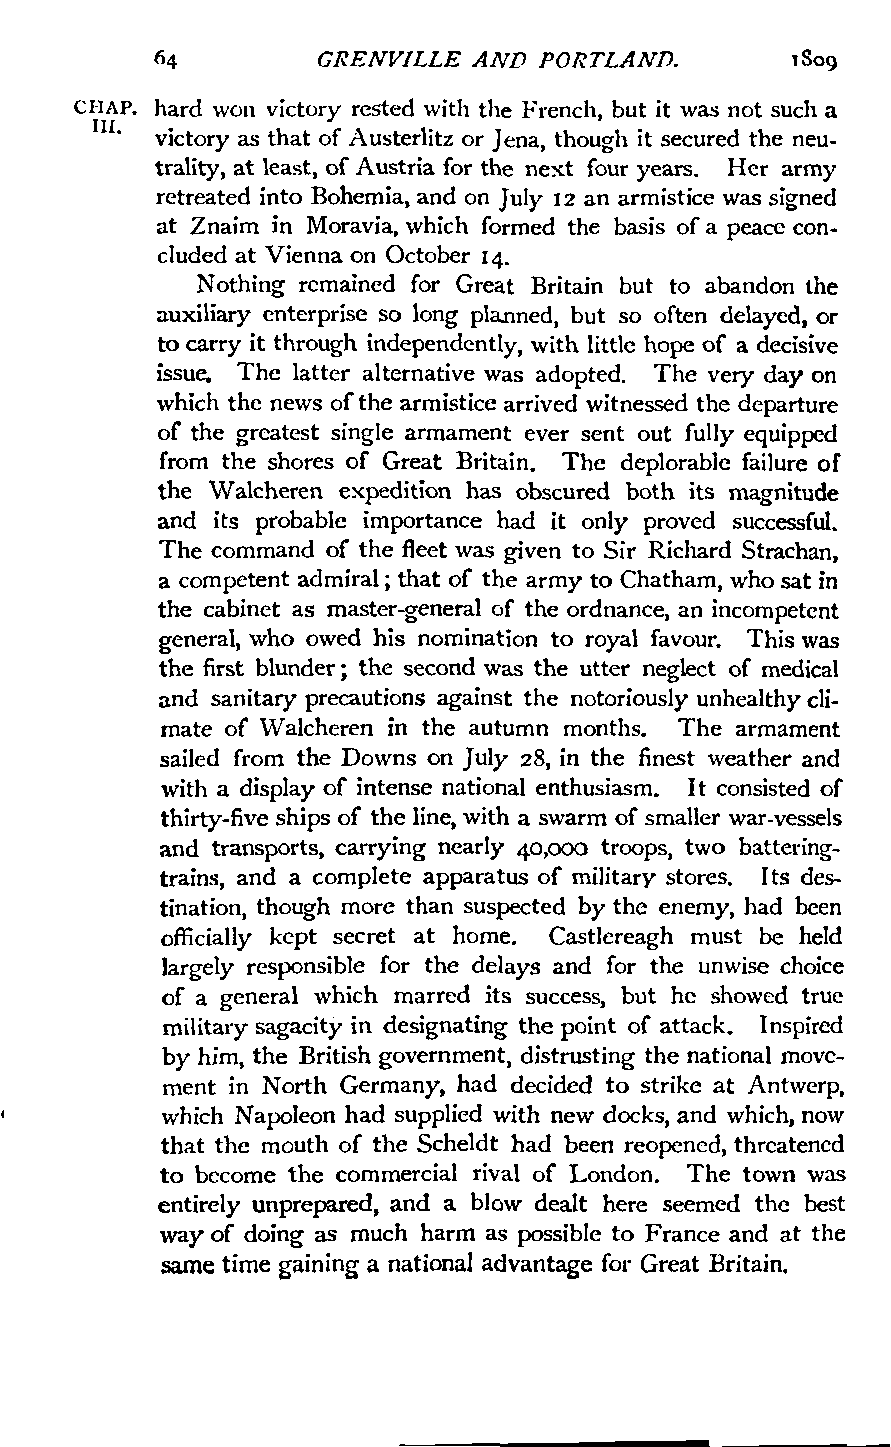 64 GRENVILLE AND PORTLAND. 1809
CHAP. III.
hard won victory rested with the French, but it was not such a
victory as that of Austerlitz or Jena, though it secured the neu-
trality, at least, of Austria for the next four years. Her army
retreated into Bohemia, and on July 12 an armistice was signed
at Znaim in Moravia, which formed the basis of a peace con-
cluded at Vienna on October 14.
Nothing remained for Great Britain but to abandon the
auxiliary enterprise so long planned, but so often delayed, or
to carry it through independently, with little hope of a decisive
issue. The latter alternative was adopted. The very day on
which the news of the armistice arrived witnessed the departure
of the greatest single armament ever sent out fully equipped
from the shores of Great Britain. The deplorable failure of
the Walcheren expedition has obscured both its magnitude
and its probable importance had it only proved successful.
The command of the fleet was given to Sir Richard Strachan,
a competent admiral; that of the army to Chatham, who sat in
the cabinet as master-general of the ordnance, an incompetent
general, who owed his nomination to royal favour. This was
the first blunder; the second was the utter neglect of medical
and sanitary precautions against the notoriously unhealthy cli-
mate of Walcheren in the autumn months. The armament
sailed from the Downs on July 28, in the finest weather and
with a display of intense national enthusiasm. It consisted of
thirty-five ships of the line, with a swarm of smaller war-vessels
and transports, carrying nearly 40,000 troops, two battering-
trains, and a complete apparatus of military stores. Its des-
tination, though more than suspected by the enemy, had been
officially kept secret at home. Castlereagh must be held
largely responsible for the delays and for the unwise choice
of a general which marred its success, but he showed true
military sagacity in designating the point of attack. Inspired
by him, the British government, distrusting the national move-
ment in North Germany, had decided to strike at Antwerp,
which Napoleon had supplied with new docks, and which, now
that the mouth of the Scheldt had been reopened, threatened
to become the commercial rival of London. The town was
entirely unprepared, and a blow dealt here seemed the best
way of doing as much harm as possible to France and at the
same time gaining a national advantage for Great Britain.